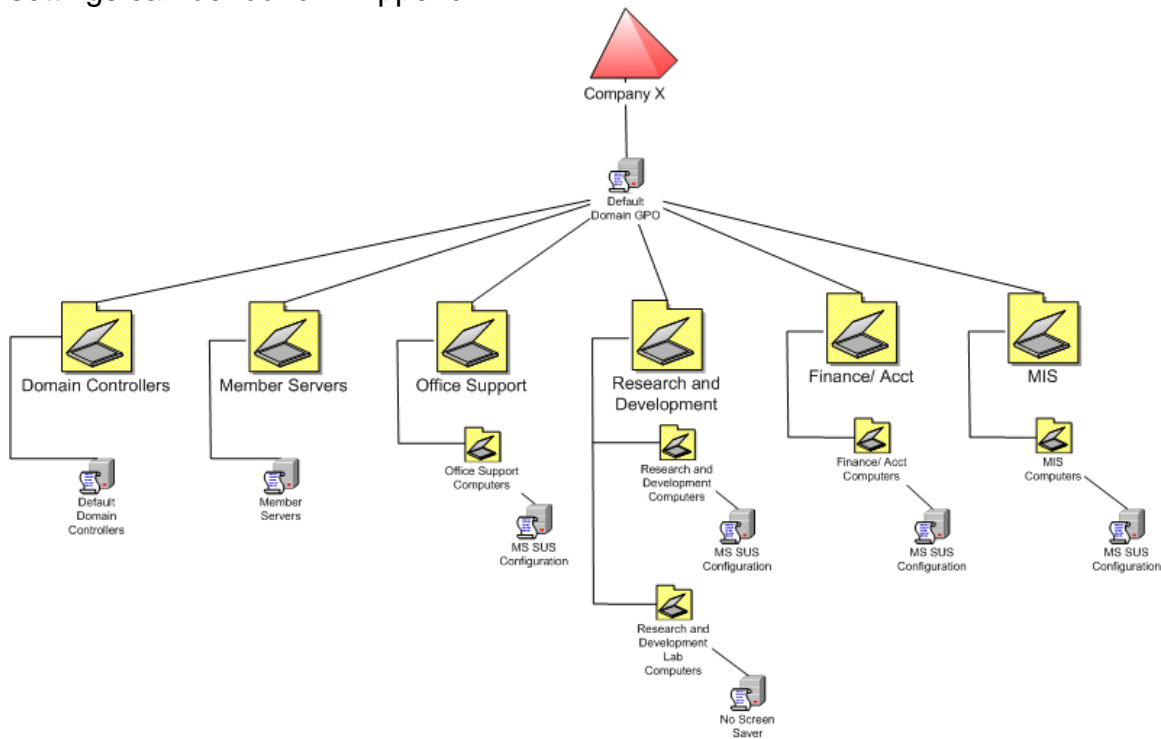 Company X
Default
Domain GPO
Domain Controllers
Member Servers
Office Support
Research and
Development
Finance/ Acct
MIS
Default
Domain
Controllers
Member
Servers
Office Support
Computers
MS SUS
Configuration
Research and
Development
Computers
MS SUS
Configuration
Finance/ Acct
Computers
MS SUS
Configuration
MIS
Computers
MS SUS
Configuration
Research and
Development
Lab
Computers
No Screen
Saver